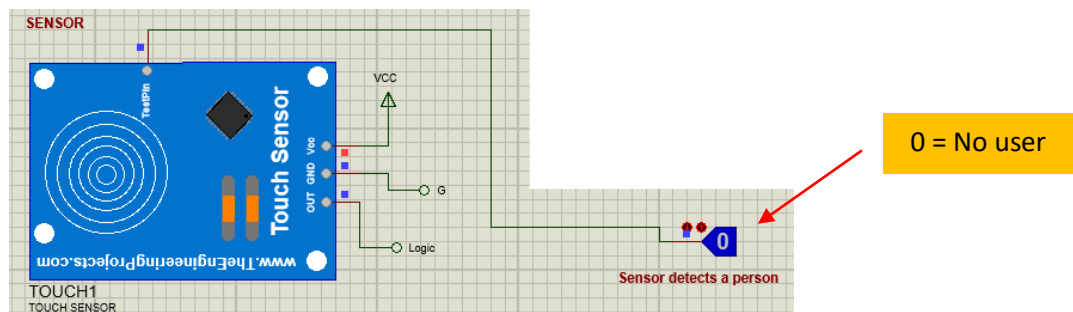 SENSOR
TestPin
VCC
Touch Sensor
Vcc
GND
OUT
G
Logic
www.TheEngineeringProjects.com
TOUCH1
TOUCH SENSOR
0 = No user
0
Sensor detects a person